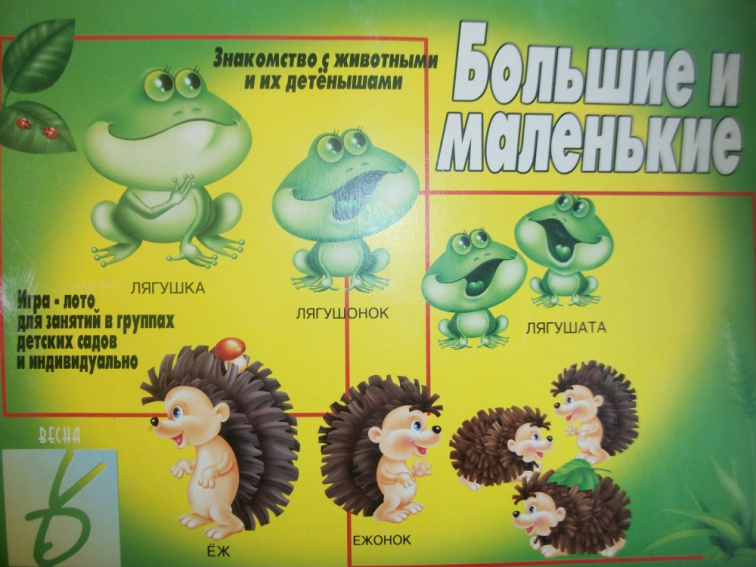 Знакомство с животными
и их детёнышами
Большие и
маленькие
ЛЯГУШКА
ЛЯГУШОНОК
ЛЯГУШАТА
Игра - лото
для занятий в группах
детских садов
и индивидуально
ВЕСНА
ЁЖ
ЕЖОНОК